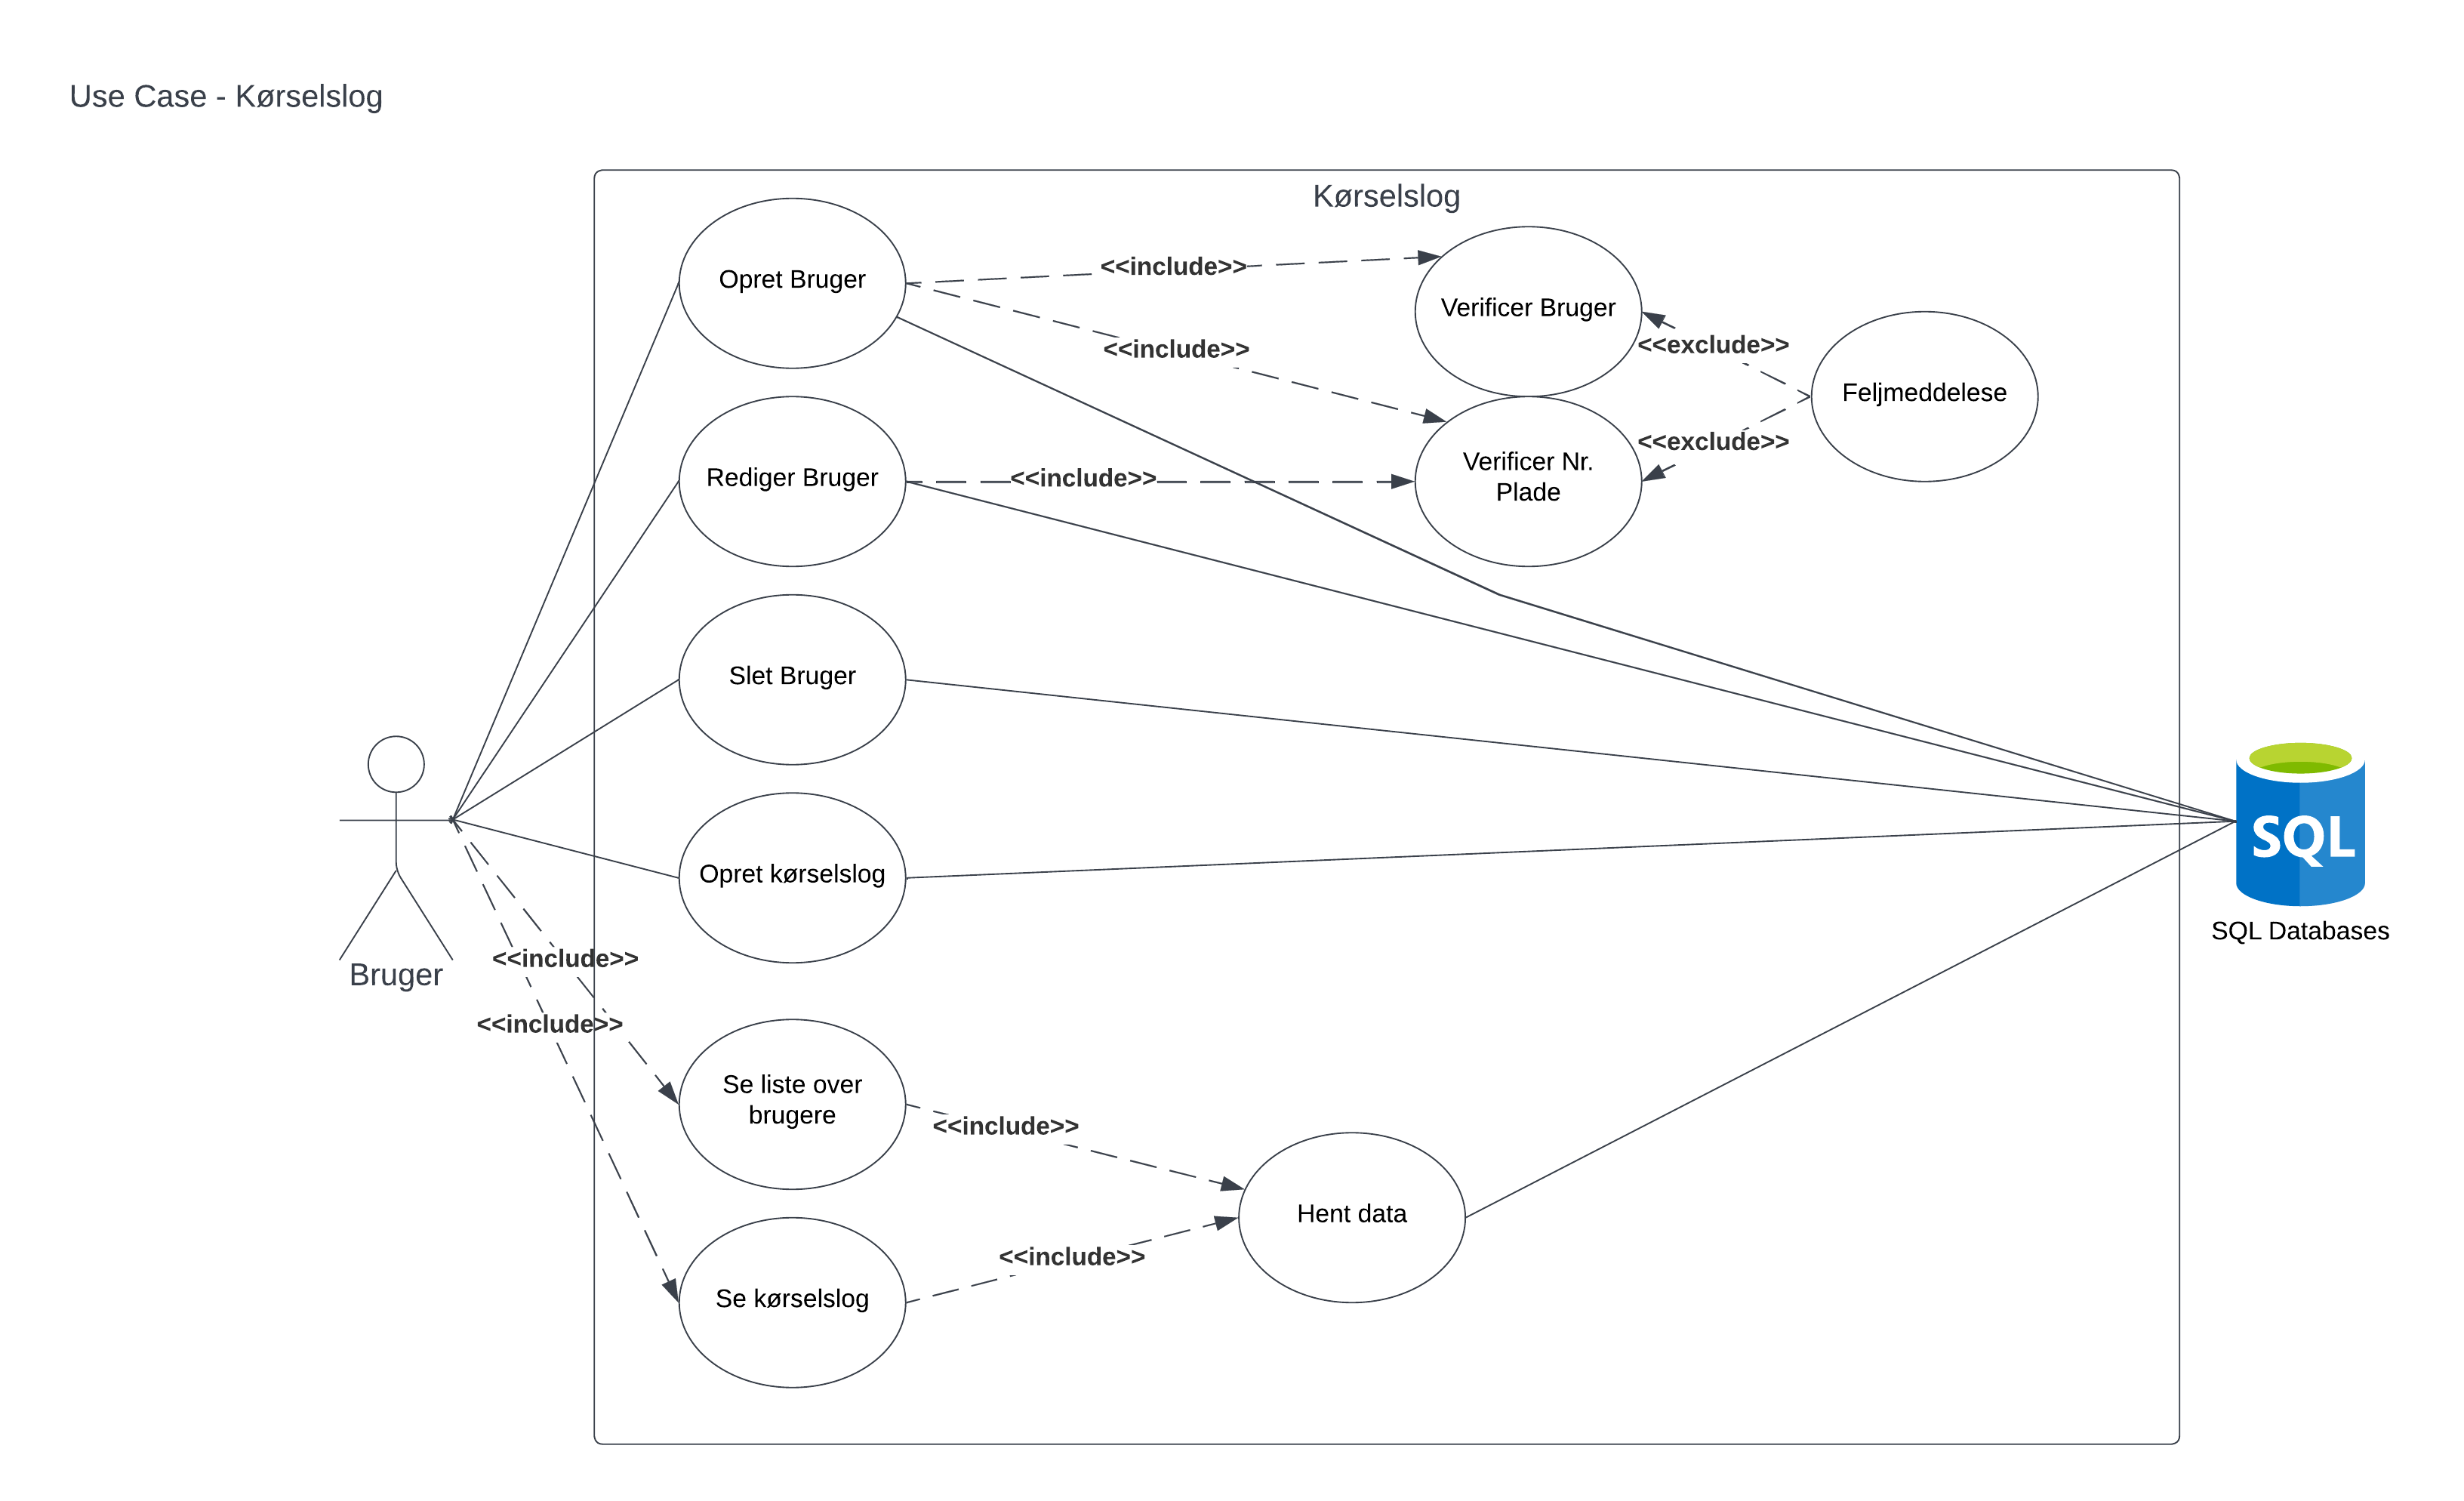 Use Case - Kørselslog
Kørselslog
Opret Bruger
<<include>>
Verificer Bruger
<<include>>
<<exclude>>
Feljmeddelese
Rediger Bruger
<<include>>
Verificer Nr.
Plade
<<exclude>>
Slet Bruger
Opret kørselslog
SQL
SQL Databases
Bruger
<<include>>
<<include>>
Se liste over
brugere
<<include>>
Hent data
<<include>>
Se kørselslog